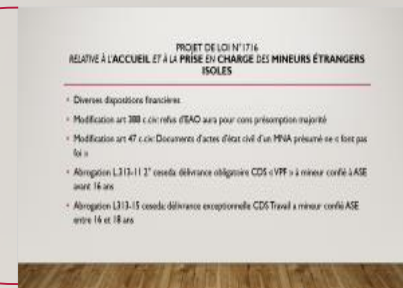 PROJET DE LOI N°1716
RELATIVE À L'ACCUEIL ET À LA PRISE EN CHARGE DES MINEURS ÉTRANGERS
ISOLES
• Diverses dispositions financières
• Modification art 388 c.civ: refus d'EAO aura pour cons présomption majorité
• Modification art 47 c.civ: Documents d'actes d'état civil d'un MNA présumé ne « font pas
foi »
• Abrogation L313-11 2° ceseda: délivrance obligatoire CDS « VPF » à mineur confié à ASE
avant 16 ans
• Abrogation L313-15 ceseda: délivrance exceptionnelle CDS Travail a mineur confié ASE
entre 16 et 18 ans